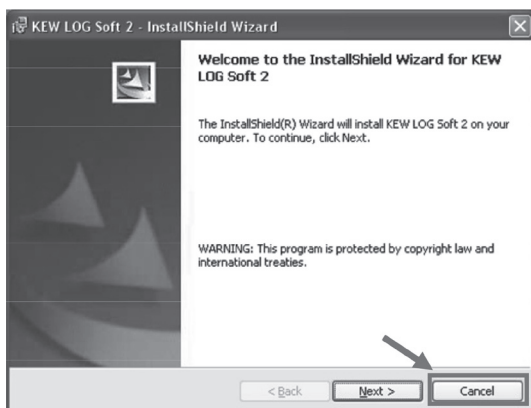 KEW LOG Soft 2 - InstallShield Wizard
Welcome to the InstallShield Wizard for KEW
LOG Soft 2
The InstallShield(R) Wizard will install KEW LOG Soft 2 on your
computer. To continue, click Next.
WARNING: This program is protected by copyright law and
international treaties.
< Back
Next >
Cancel